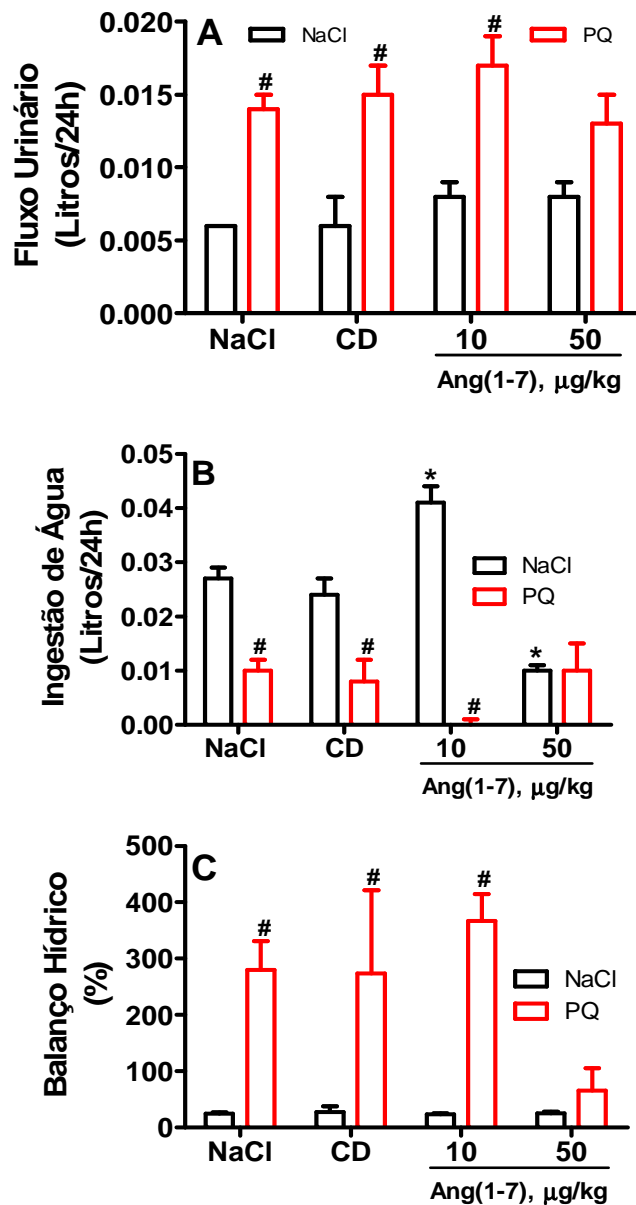 A NaCl PQ
Fluxo Urinário
(Litros/24h)
0.020
0.015
0.010
0.005
0.000
# # #
NaCl CD 10 50
Ang(1-7), μg/kg
B
Ingestão de Água
(Litros/24h)
0.05
0.04
0.03
0.02
0.01
0.00
NaCl
PQ
# # * # *
NaCl CD 10 50
Ang(1-7), μg/kg
C
Balanço Hídrico
(%)
500
400
300
200
100
0
# # #
NaCl
PQ
NaCl CD 10 50
Ang(1-7), μg/kg